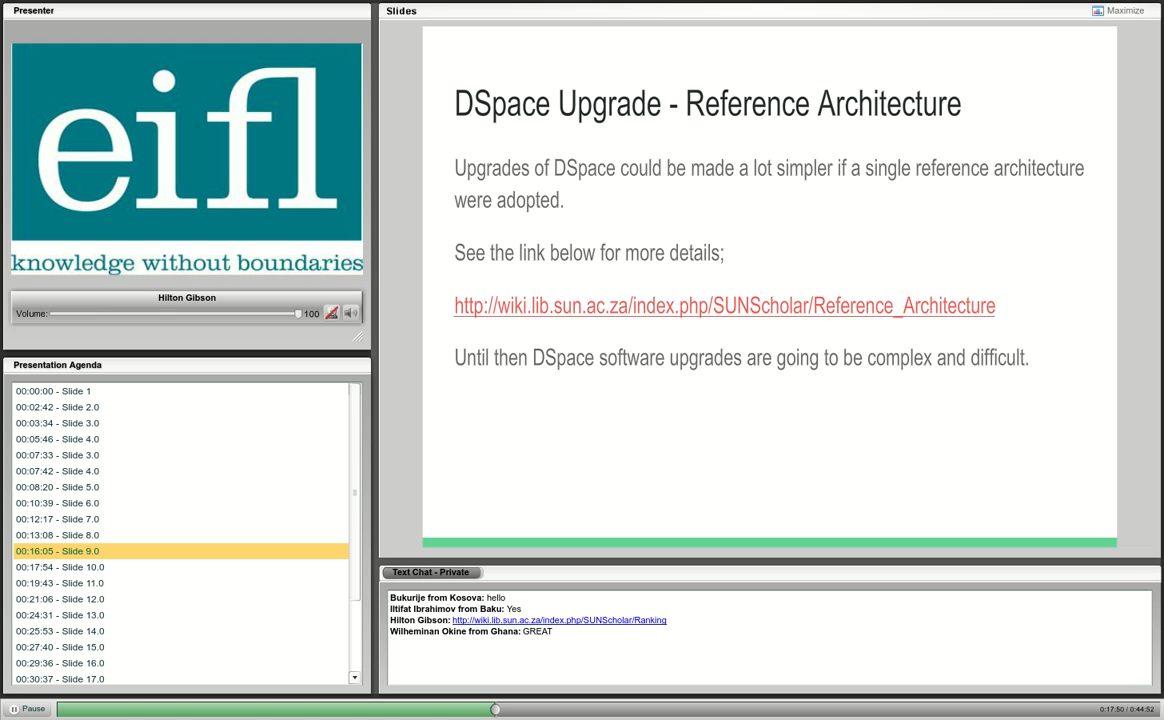 Presenter
eifl
knowledge without boundaries
Hilton Gibson
Volume: 100
Presentation Agenda
00:00:00 - Slide 1
00:02:42 - Slide 2.0
00:03:34 - Slide 3.0
00:05:46 - Slide 4.0
00:07:33 - Slide 3.0
00:07:42 - Slide 4.0
00:08:20 - Slide 5.0
00:10:39 - Slide 6.0
00:12:17 - Slide 7.0
00:13:08 - Slide 8.0
00:16:05 - Slide 9.0
00:17:54 - Slide 10.0
00:19:43 - Slide 11.0
00:21:06 - Slide 12.0
00:24:31 - Slide 13.0
00:25:53 - Slide 14.0
00:27:40 - Slide 15.0
00:29:36 - Slide 16.0
00:30:37 - Slide 17.0
Slides
Maximize
DSpace Upgrade - Reference Architecture
Upgrades of DSpace could be made a lot simpler if a single reference architecture
were adopted.
See the link below for more details;
http://wiki.lib.sun.ac.za/index.php/SUNScholar/Reference_Architecture
Until then DSpace software upgrades are going to be complex and difficult.
Text Chat - Private
Bukurije from Kosova: hello
Iltifat Ibrahimov from Baku: Yes
Hilton Gibson: http://wiki.lib.sun.ac.za/index.php/SUNScholar/Ranking
Wilheminan Okine from Ghana: GREAT
Pause
0:17:50 / 0:44:52